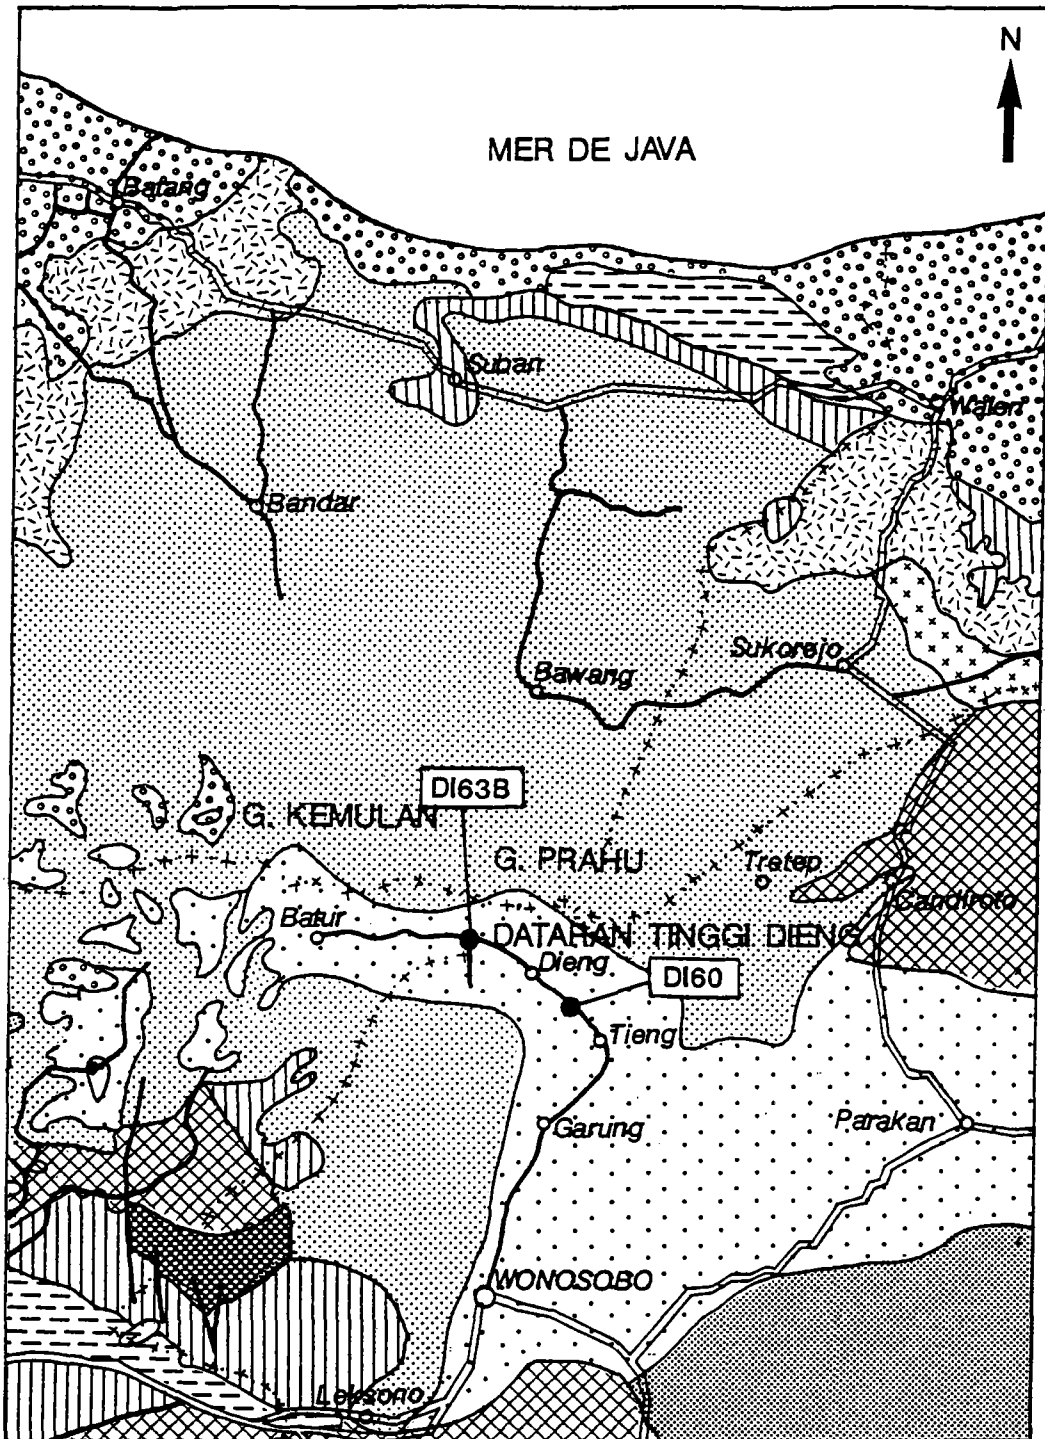 N
MER DE JAVA
Batang
Subah
Waleri
Bandar
Sukorejo
Bawang
DI63B
G. KEMULAN
G. PRAHU
Tretep
Candiroto
Batur
DATARAN TINGGI DIENG
Dieng
DI60
Tieng
Garung
Parakan
WONOSOBO
Leksono